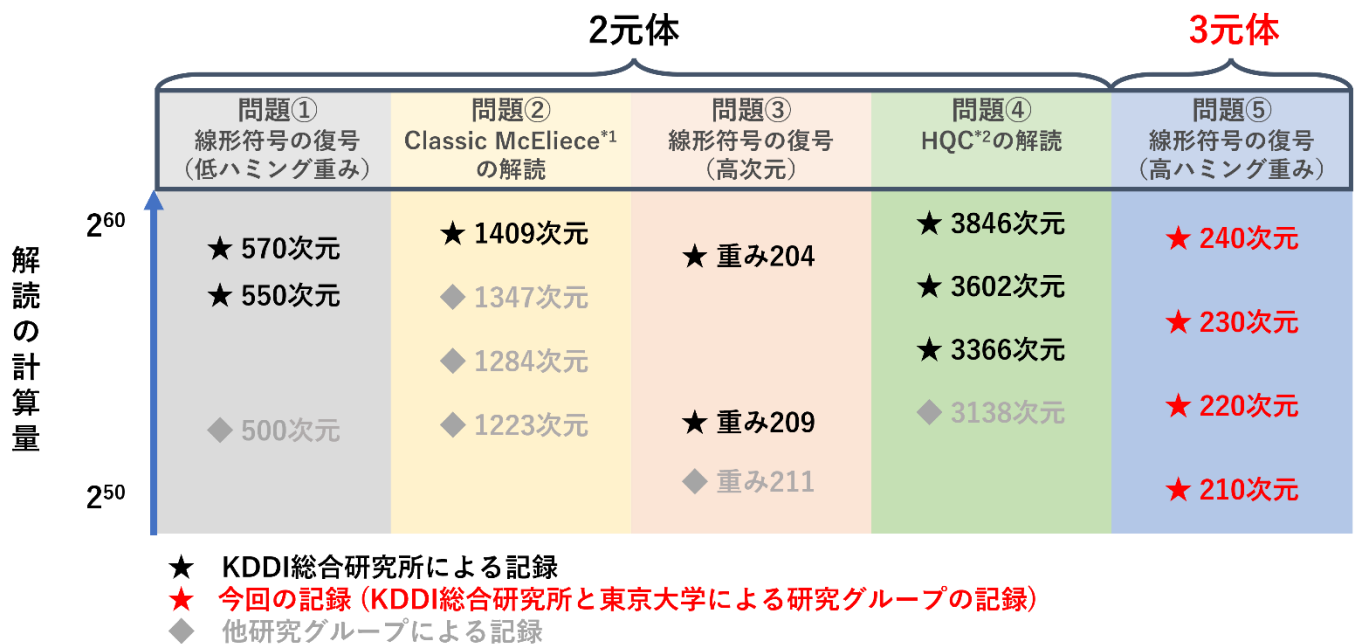 2元体
3元体
問題①
線形符号の復号
（低ハミング重み）
問題②
Classic McEliece*1
の解読
問題③
線形符号の復号
（高次元）
問題④
HQC*2の解読
問題⑤
線形符号の復号
（高ハミング重み）
解読の計算量
260
250
★ 570次元
★ 550次元
◆ 500次元
★ 1409次元
◆ 1347次元
◆ 1284次元
◆ 1223次元
★ 重み204
★ 重み209
◆ 重み211
★ 3846次元
★ 3602次元
★ 3366次元
◆ 3138次元
★ 240次元
★ 230次元
★ 220次元
★ 210次元
★ KDDI総合研究所による記録
★ 今回の記録 (KDDI総合研究所と東京大学による研究グループの記録)
◆ 他研究グループによる記録